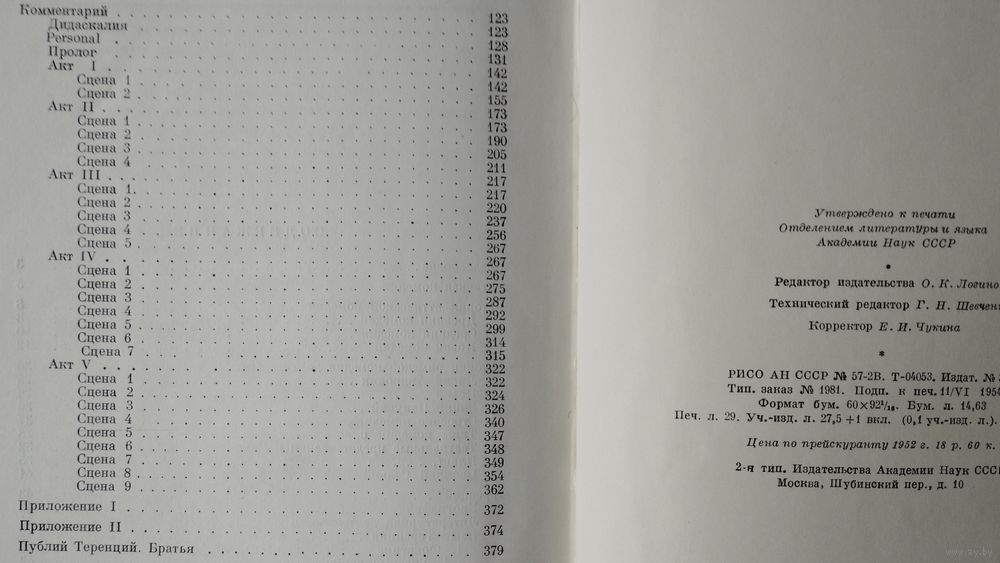 Комментарий . . . . . . . . . . 123
Дидаскалия . . . . . . . . . . 123
Personal . . . . . . . . . . 128
Пролог . . . . . . . . . . 131
Акт I . . . . . . . . . . 142
Сцена 1 . . . . . . . . . . 142
Сцена 2 . . . . . . . . . . 155
Акт II . . . . . . . . . . 173
Сцена 1 . . . . . . . . . . 173
Сцена 2 . . . . . . . . . . 190
Сцена 3 . . . . . . . . . . 205
Сцена 4 . . . . . . . . . . 211
Акт III . . . . . . . . . . 217
Сцена 1 . . . . . . . . . . 217
Сцена 2 . . . . . . . . . . 220
Сцена 3 . . . . . . . . . . 237
Сцена 4 . . . . . . . . . . 256
Сцена 5 . . . . . . . . . . 267
Акт IV . . . . . . . . . . 267
Сцена 1 . . . . . . . . . . 267
Сцена 2 . . . . . . . . . . 275
Сцена 3 . . . . . . . . . . 287
Сцена 4 . . . . . . . . . . 292
Сцена 5 . . . . . . . . . . 299
Сцена 6 . . . . . . . . . . 314
Сцена 7 . . . . . . . . . . 315
Акт V . . . . . . . . . . 322
Сцена 1 . . . . . . . . . . 322
Сцена 2 . . . . . . . . . . 324
Сцена 3 . . . . . . . . . . 326
Сцена 4 . . . . . . . . . . 340
Сцена 5 . . . . . . . . . . 347
Сцена 6 . . . . . . . . . . 348
Сцена 7 . . . . . . . . . . 349
Сцена 8 . . . . . . . . . . 354
Сцена 9 . . . . . . . . . . 362
Приложение I . . . . . . . . . . 372
Приложение II . . . . . . . . . . 374
Публий Теренций. Братья . . . . . . . . . . 379
Утверждено к печати
Отделением литературы и языка
Академии Наук СССР
*
Редактор издательства О. К. Логино
Технический редактор Г. Н. Шевчен
Корректор Е. И. Чукина
*
РИСО АН СССР № 57-2В. Т-04053. Издат. №
Тип. заказ № 1981. Подп. к печ. 11/VI 195
Формат бум. 60×92¹/₁₆. Бум. л. 14,63
Печ. л. 29. Уч.-изд. л. 27,5+1 вкл. (0,1 уч.-изд. л.).
Цена по прейскуранту 1952 г. 18 р. 60 к.
2-я тип. Издательства Академии Наук ССС
Москва, Шубинский пер., д. 10
www.ay.by